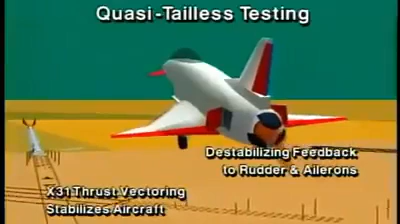 Quasi-Tailless Testing
Destabilizing Feedback
to Rudder & Ailerons
X31 Thrust Vectoring
Stabilizes Aircraft